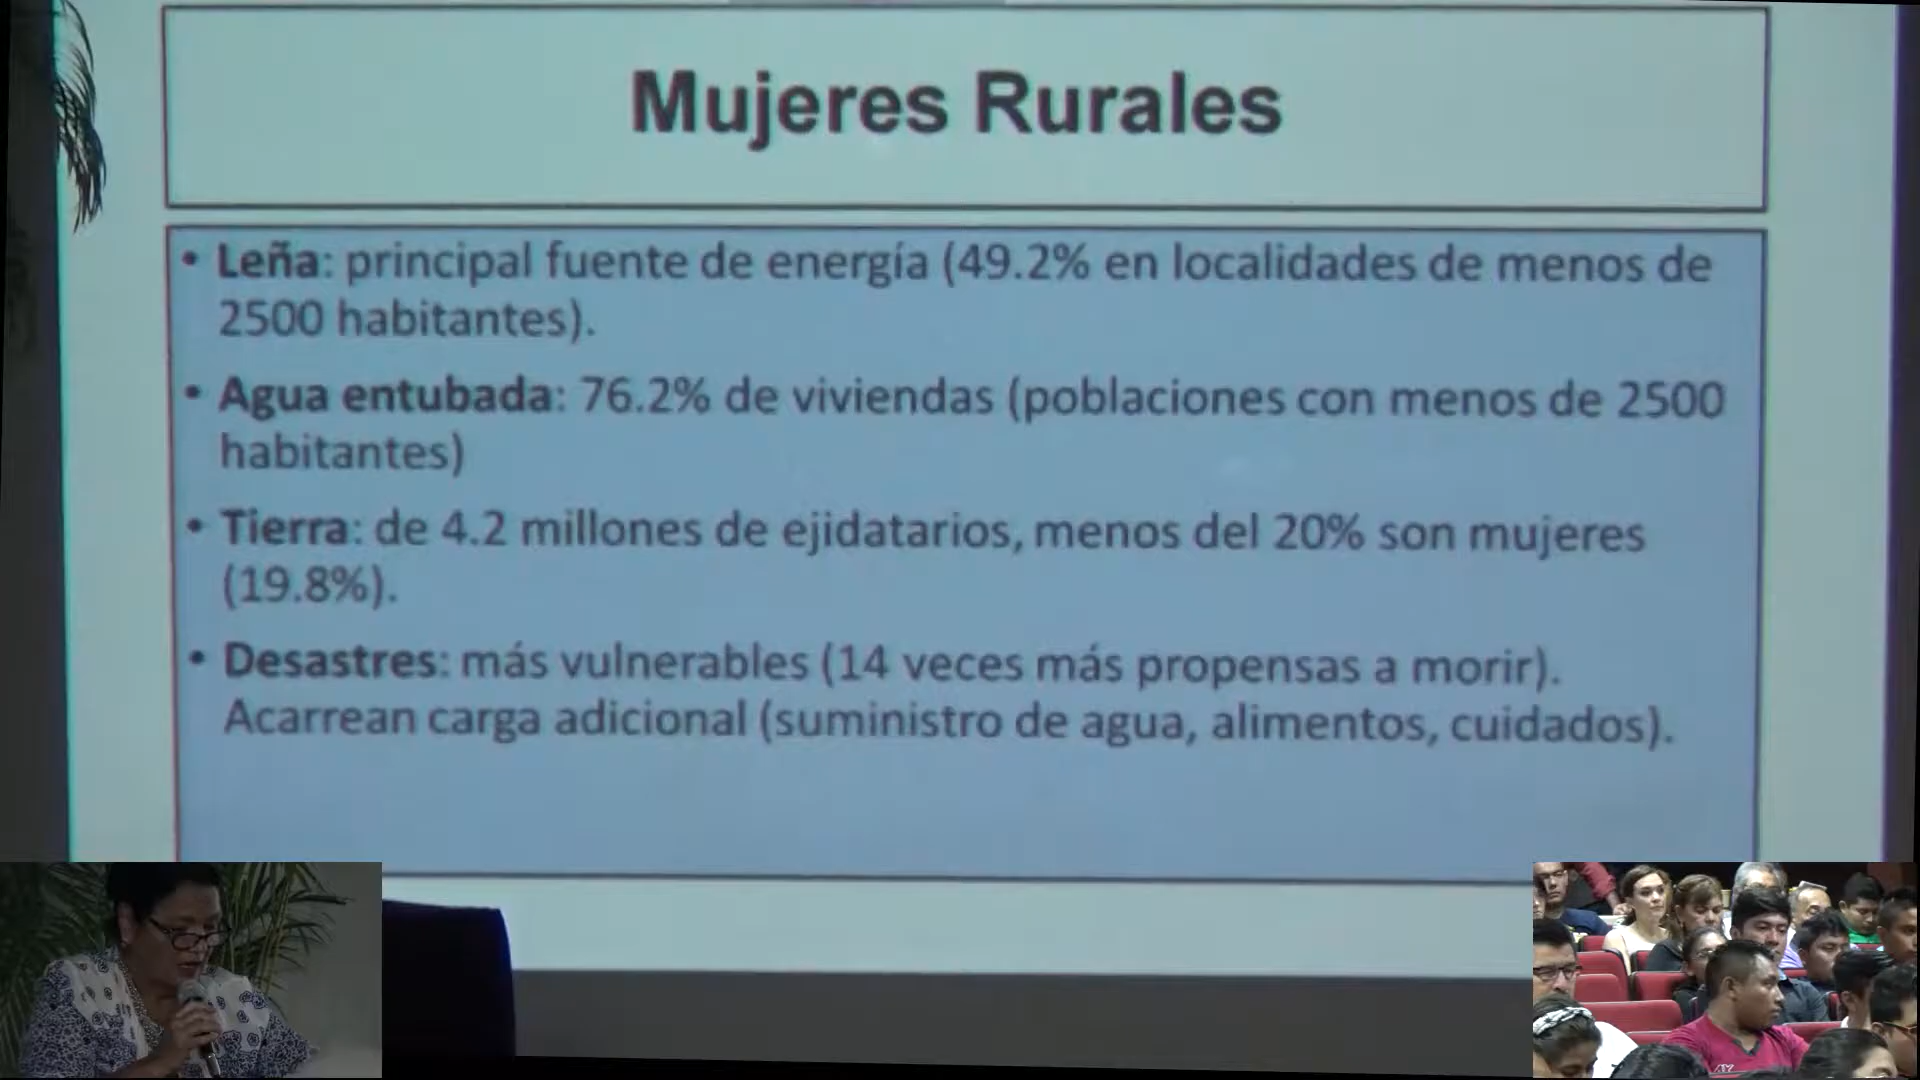 Mujeres Rurales
• Leña: principal fuente de energía (49.2% en localidades de menos de
2500 habitantes).
• Agua entubada: 76.2% de viviendas (poblaciones con menos de 2500
habitantes)
• Tierra: de 4.2 millones de ejidatarios, menos del 20% son mujeres
(19.8%).
• Desastres: más vulnerables (14 veces más propensas a morir).
Acarrean carga adicional (suministro de agua, alimentos, cuidados).